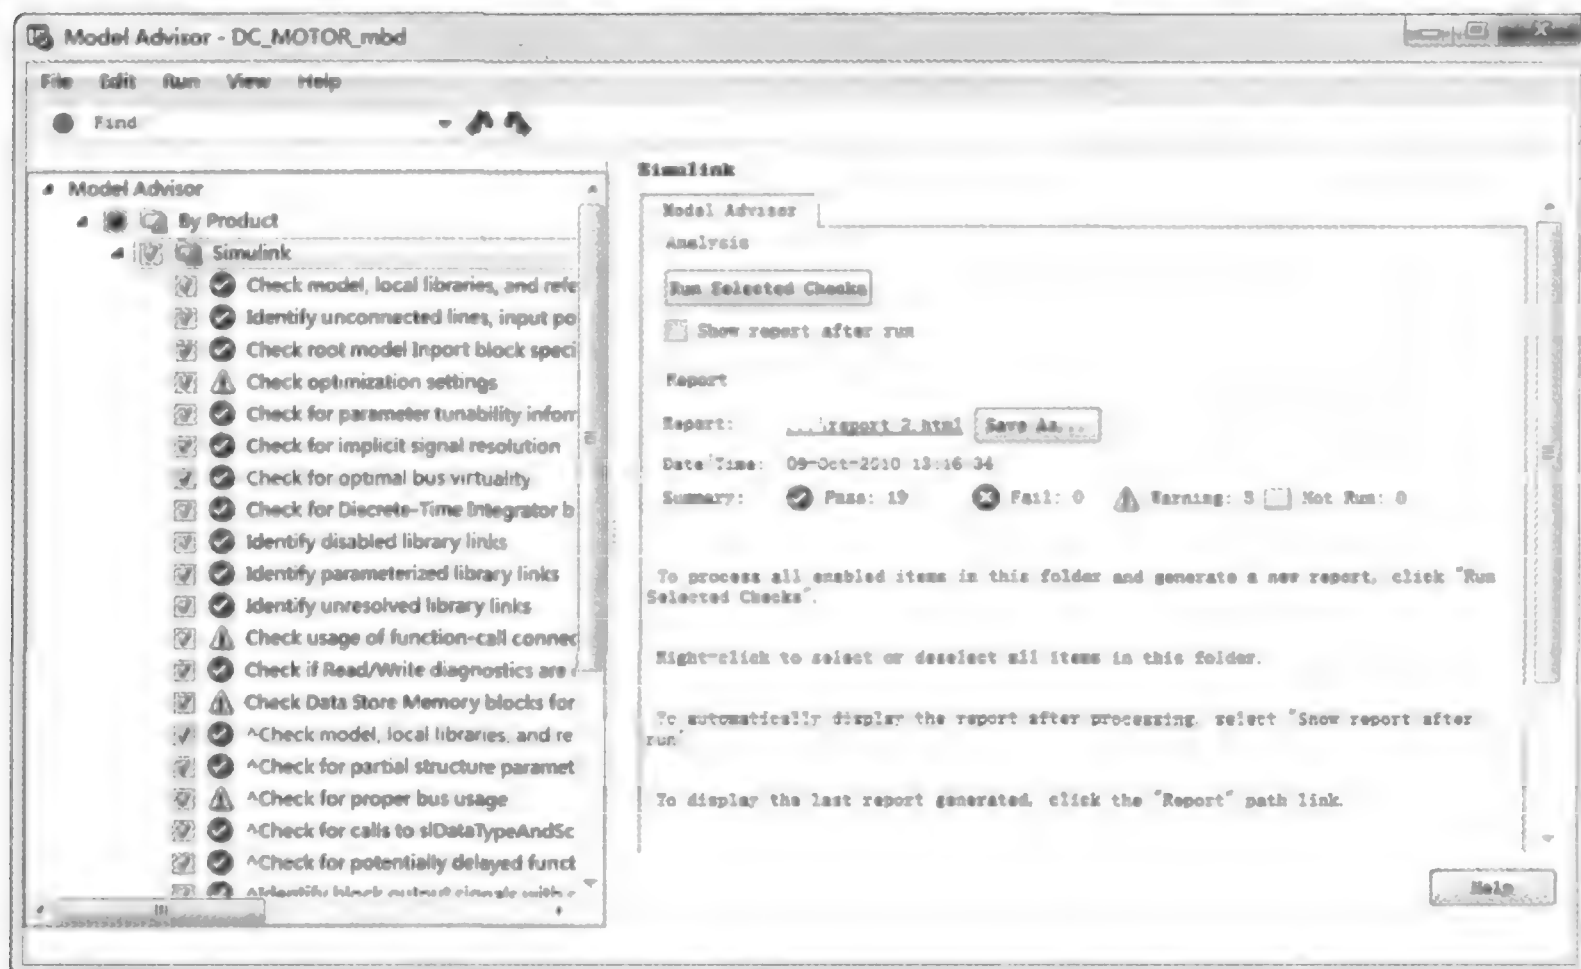 Model Advisor - DC_MOTOR_mbd
File Edit Run View Help
Find
Model Advisor
By Product
Simulink
Check model, local libraries, and refe
Identify unconnected lines, input po
Check root model Inport block speci
Check optimization settings
Check for parameter tunability inform
Check for implicit signal resolution
Check for optimal bus virtuality
Check for Discrete-Time Integrator b
Identify disabled library links
Identify parameterized library links
Identify unresolved library links
Check usage of function-call connec
Check if Read/Write diagnostics are
Check Data Store Memory blocks for
^Check model, local libraries, and re
^Check for partial structure paramet
^Check for proper bus usage
^Check for calls to slDataTypeAndSc
^Check for potentially delayed funct
^Identify block output signals with c
Simulink
Model Advisor
Analysis
Run Selected Checks
Show report after run
Report
Report: ...\report_2.html Save As...
Date/Time: 09-Oct-2010 13:16:34
Summary: Pass: 19 Fail: 0 Warning: 5 Not Run: 0
To process all enabled items in this folder and generate a new report, click "Run
Selected Checks".
Right-click to select or deselect all items in this folder.
To automatically display the report after processing, select "Show report after
run"
To display the last report generated, click the "Report" path link.
Help